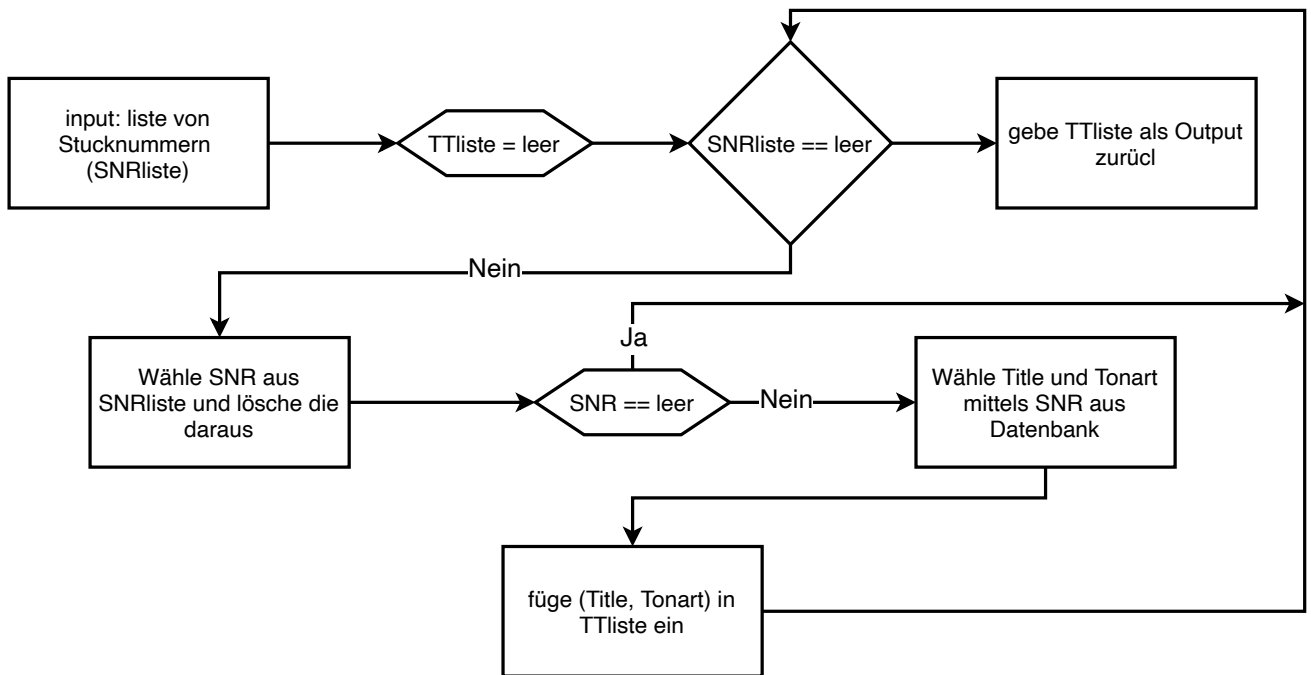 input: liste von
Stucknummern
(SNRliste)
TTliste = leer
SNRliste == leer
gebe TTliste als Output
zurücl
Nein
Wähle SNR aus
SNRliste und lösche die
daraus
Ja
SNR == leer
Nein
Wähle Title und Tonart
mittels SNR aus
Datenbank
füge (Title, Tonart) in
TTliste ein